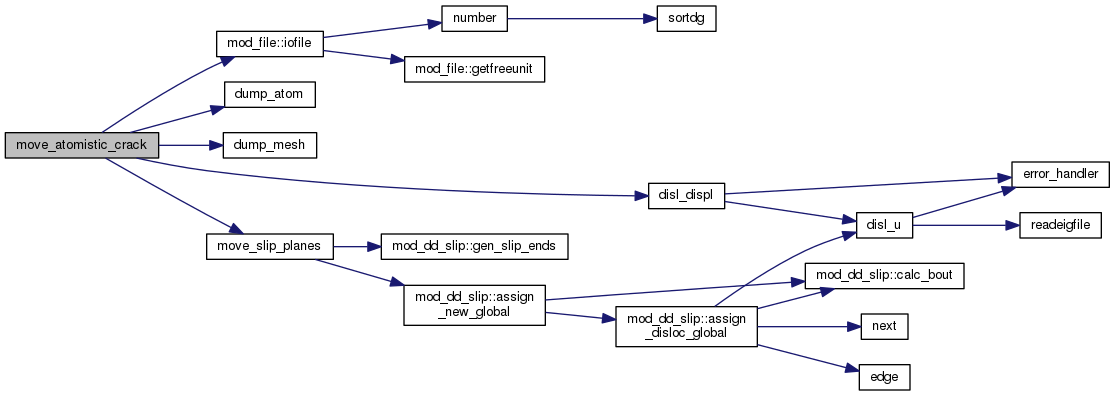 number
sortdg
mod_file::iofile
mod_file::getfreeunit
dump_atom
move_atomistic_crack
dump_mesh
error_handler
disl_displ
disl_u
readeigfile
move_slip_planes
mod_dd_slip::gen_slip_ends
mod_dd_slip::calc_bout
mod_dd_slip::assign
_new_global
mod_dd_slip::assign
_disloc_global
next
edge